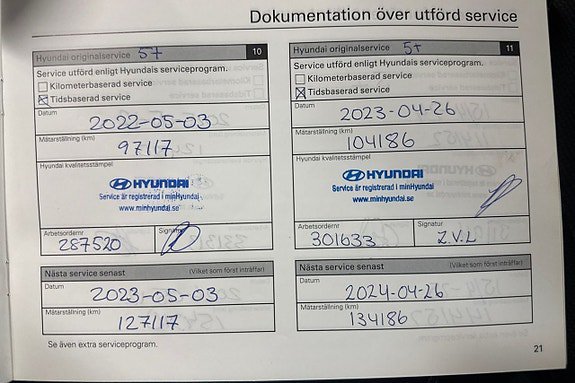 Dokumentation över utförd service
Hyundai originalservice 5t 10
Service utförd enligt Hyundais serviceprogram.
Kilometerbaserad service
Tidsbaserad service
Datum
2022-05-03
Mätarställning (km)
97117
Hyundai kvalitetsstämpel
HYUNDAI
Service är registrerad i minHyundai
www.minhyundai.se
Arbetsordernr Signatur
287520
Nästa service senast (Vilket som först inträffar)
Datum
2023-05-03
Mätarställning (km)
127117
Se även extra serviceprogram.
Hyundai originalservice 5t 11
Service utförd enligt Hyundais serviceprogram.
Kilometerbaserad service
Tidsbaserad service
Datum
2023-04-26
Mätarställning (km)
104186
Hyundai kvalitetsstämpel
HYUNDAI
Service är registrerad i minHyundai
www.minhyundai.se
Arbetsordernr Signatur
301633 Z.V.L
Nästa service senast (Vilket som först inträffar)
Datum
2024-04-26
Mätarställning (km)
134186
21